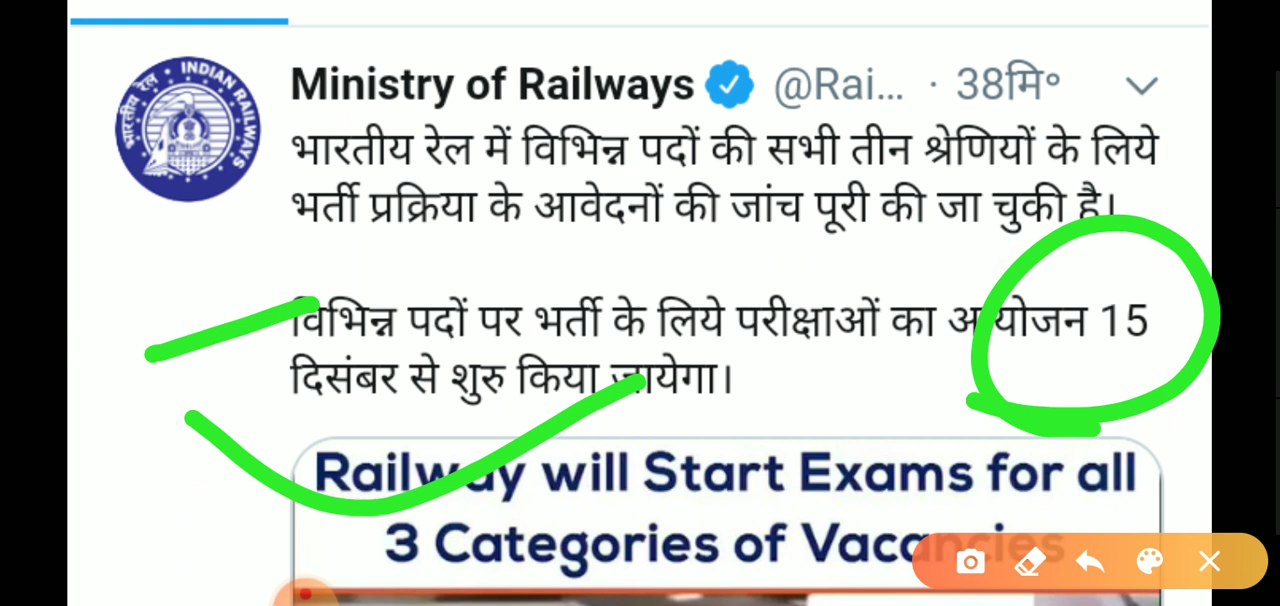 Ministry of Railways @Rai... · 38मि॰
भारतीय रेल INDIAN RAILWAYS
भारतीय रेल में विभिन्न पदों की सभी तीन श्रेणियों के लिये
भर्ती प्रक्रिया के आवेदनों की जांच पूरी की जा चुकी है।
विभिन्न पदों पर भर्ती के लिये परीक्षाओं का आयोजन 15
दिसंबर से शुरु किया जायेगा।
Railway will Start Exams for all
3 Categories of Vacancies